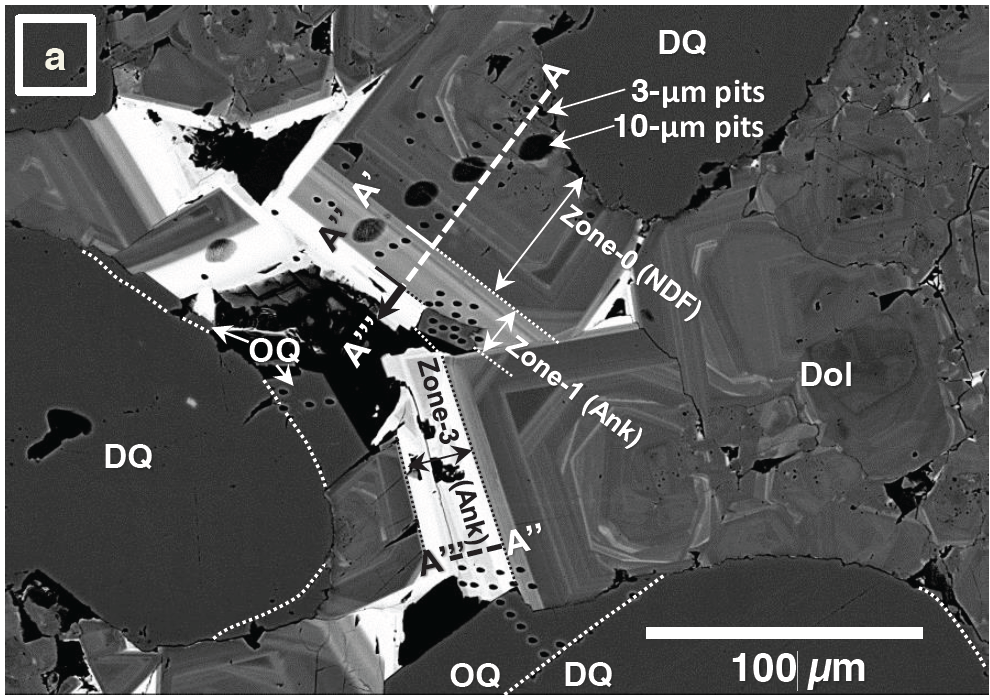 a
DQ
A
3-µm pits
10-µm pits
A’
A’’
Zone-0 (NDF)
A’’’
OQ
Zone-1 (Ank)
Dol
Zone-3
(Ank)
DQ
A’’
A’’’
100 µm
OQ
DQ